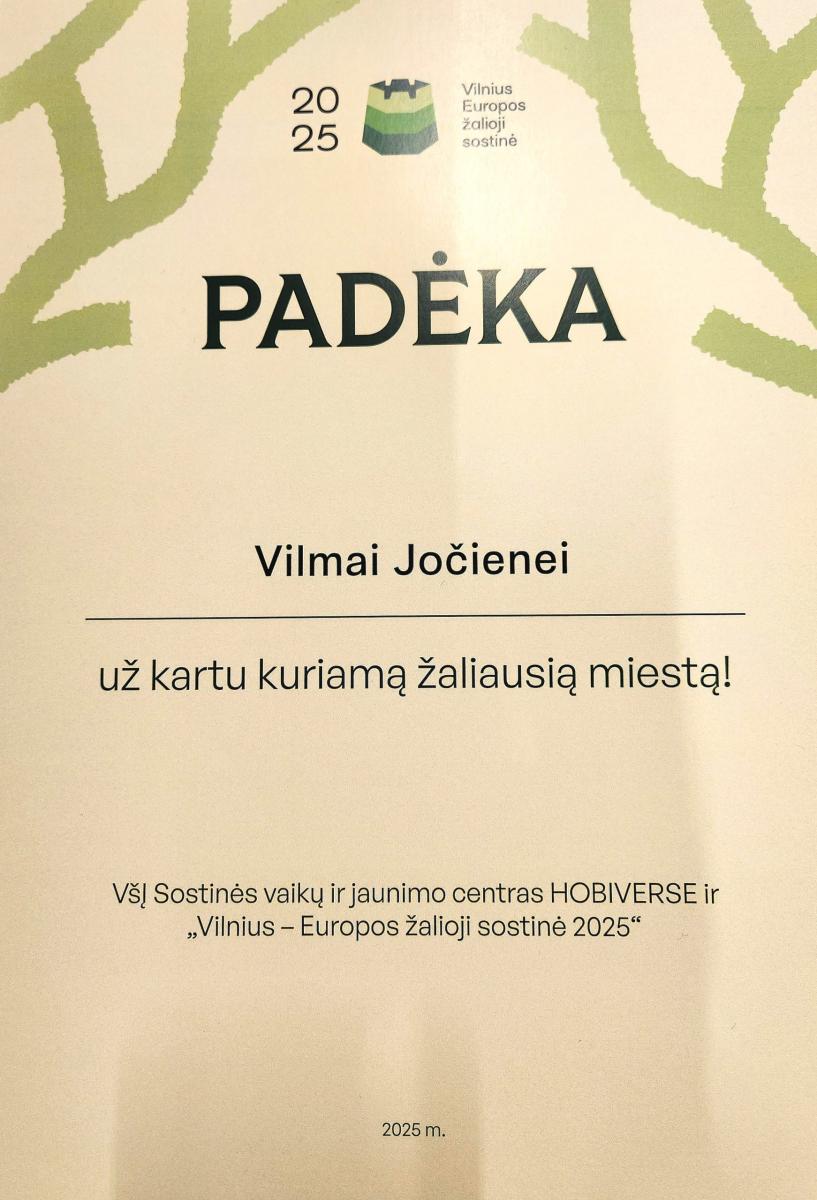 20
25
Vilnius
Europos
žalioji
sostinė
PADĖKA
Vilmai Jočienei
už kartu kuriamą žaliausią miestą!
VšĮ Sostinės vaikų ir jaunimo centras HOBIVERSE ir
„Vilnius – Europos žalioji sostinė 2025“
2025 m.